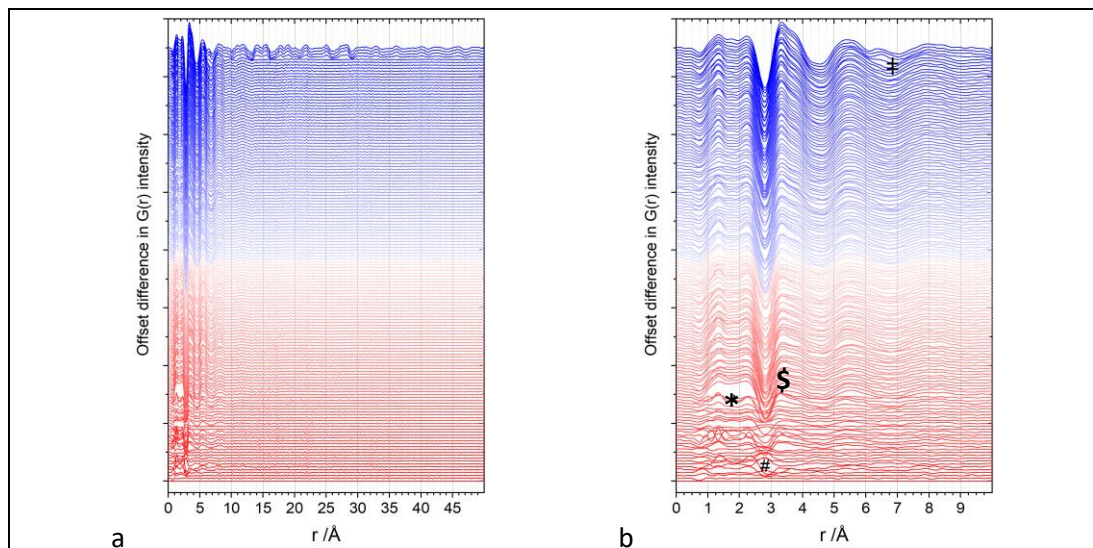 Offset difference in G(r) intensity
0 5 10 15 20 25 30 35 40 45
r /Å
a
Offset difference in G(r) intensity
‡
$
*
#
0 1 2 3 4 5 6 7 8 9
r /Å
b